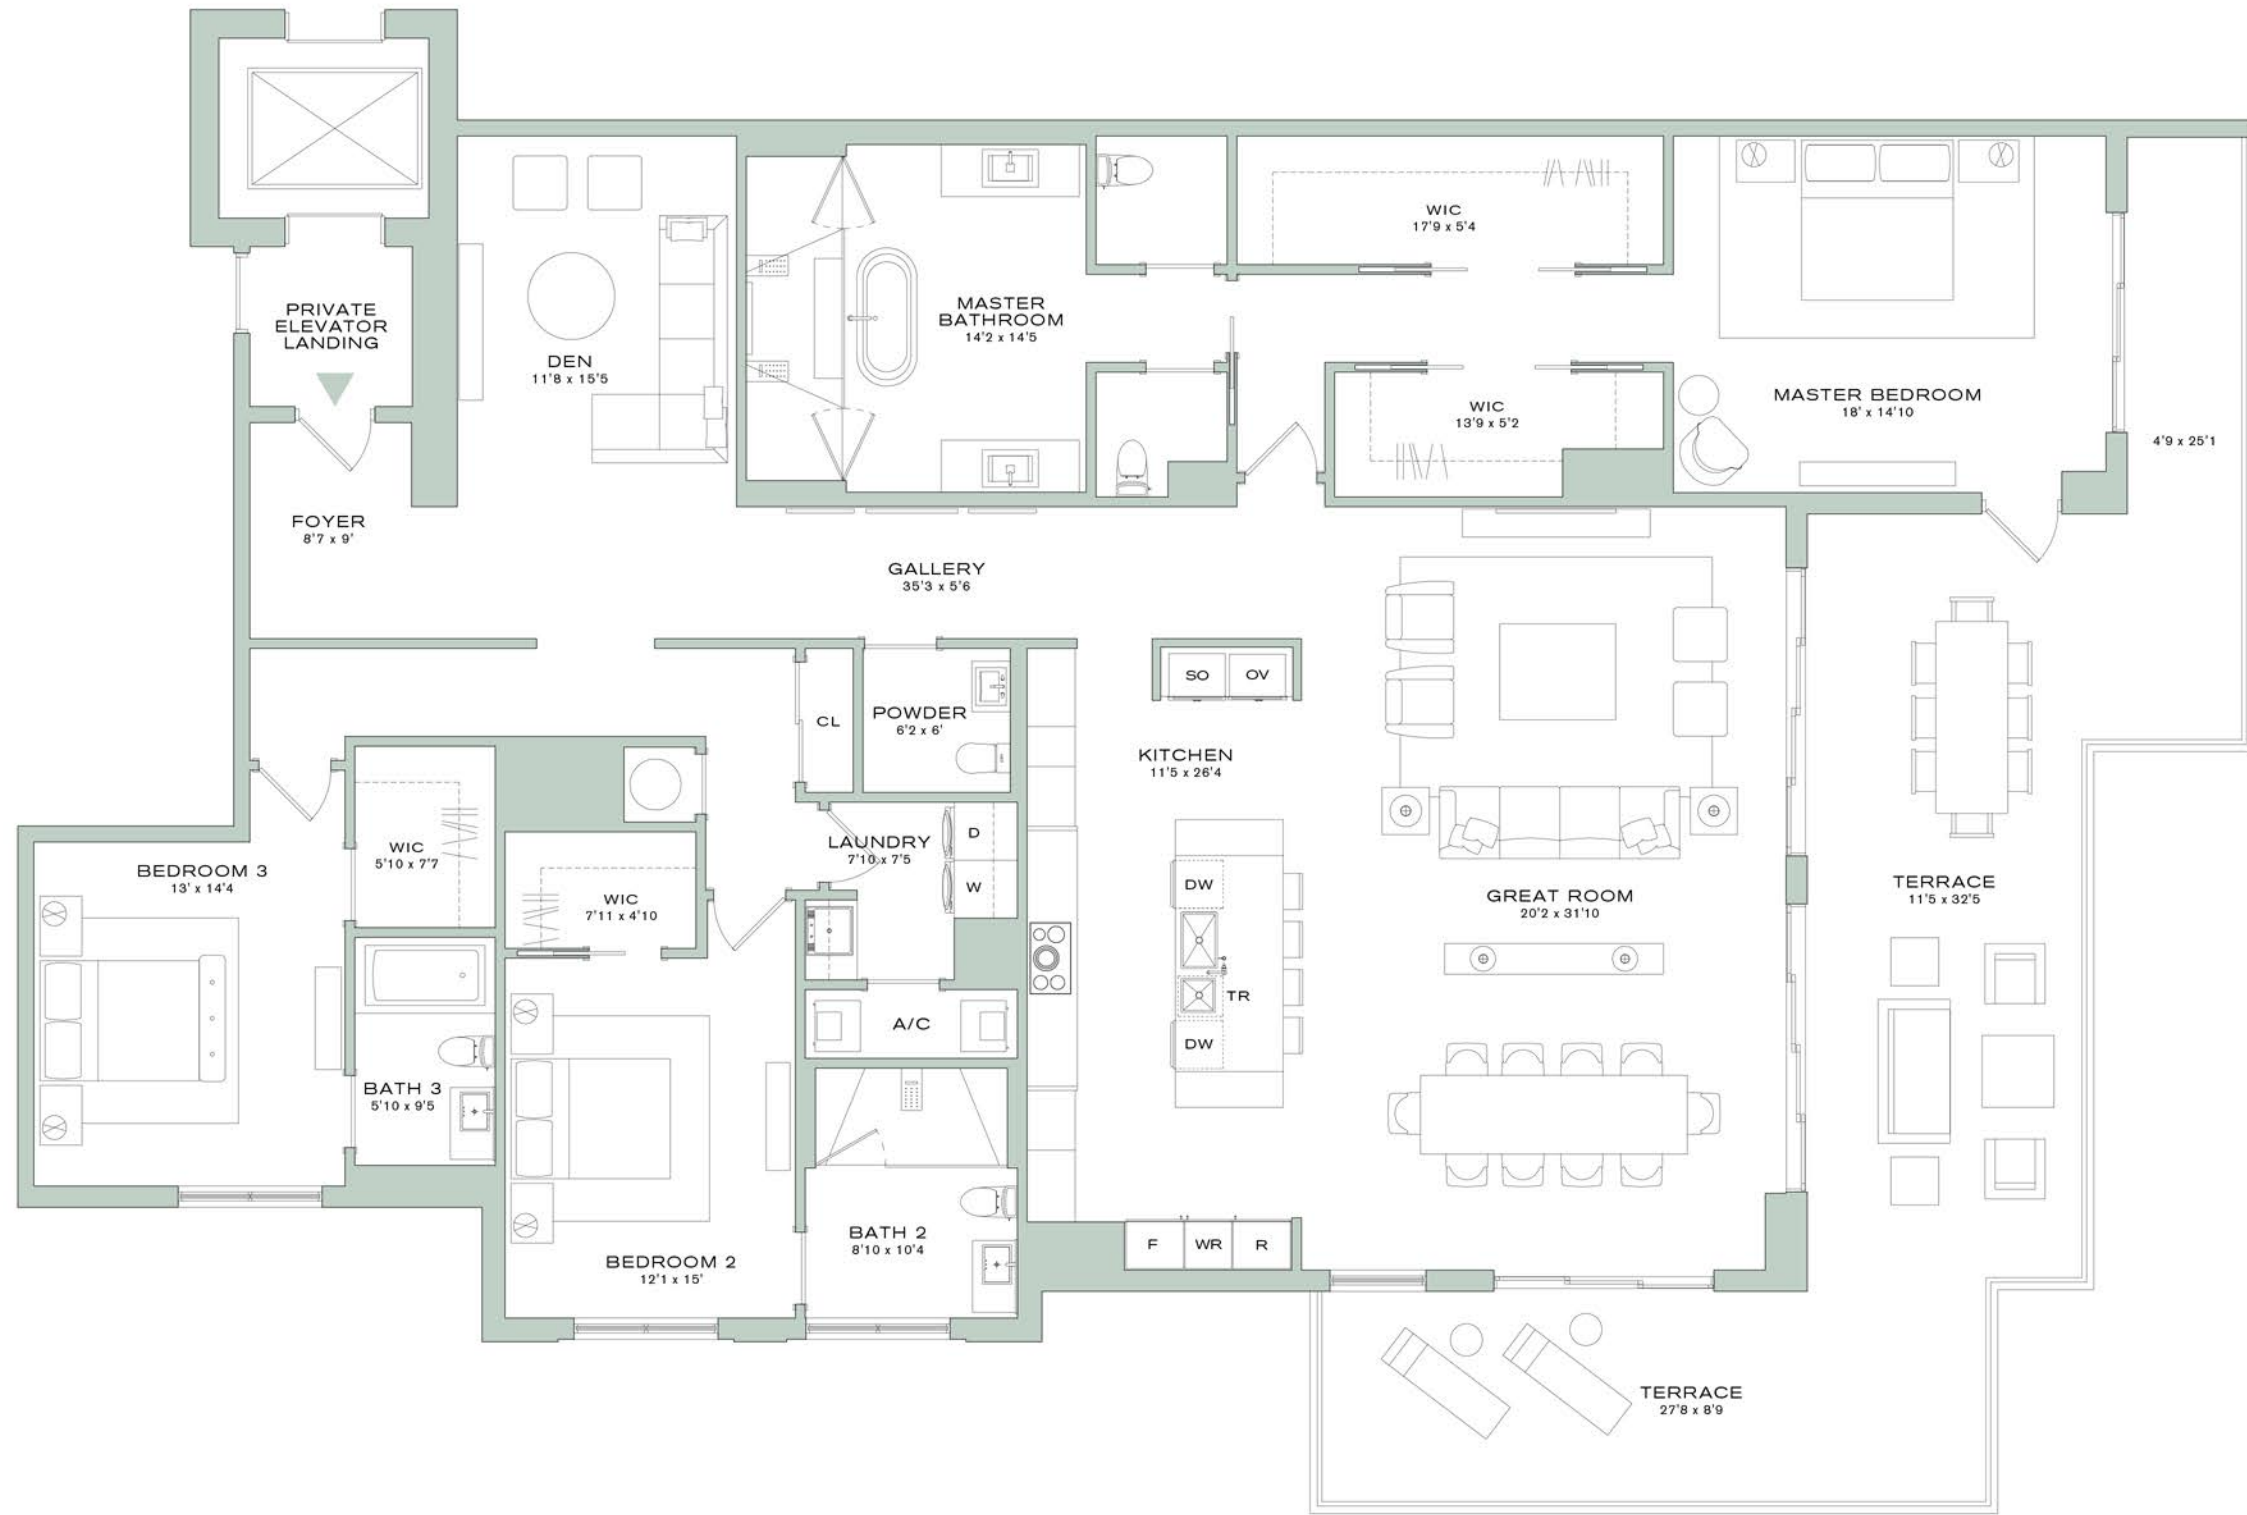 PRIVATE
ELEVATOR
LANDING
DEN
11'8 x 15'5
MASTER
BATHROOM
14'2 x 14'5
WIC
17'9 x 5'4
WIC
13'9 x 5'2
MASTER BEDROOM
18' x 14'10
4'9 x 25'1
FOYER
8'7 x 9'
GALLERY
35'3 x 5'6
CL
POWDER
6'2 x 6'
SO
OV
KITCHEN
11'5 x 26'4
BEDROOM 3
13' x 14'4
WIC
5'10 x 7'7
WIC
7'11 x 4'10
LAUNDRY
7'10 x 7'5
D
W
DW
TR
DW
GREAT ROOM
20'2 x 31'10
TERRACE
11'5 x 32'5
A/C
BATH 3
5'10 x 9'5
BEDROOM 2
12'1 x 15'
BATH 2
8'10 x 10'4
F
WR
R
TERRACE
27'8 x 8'9